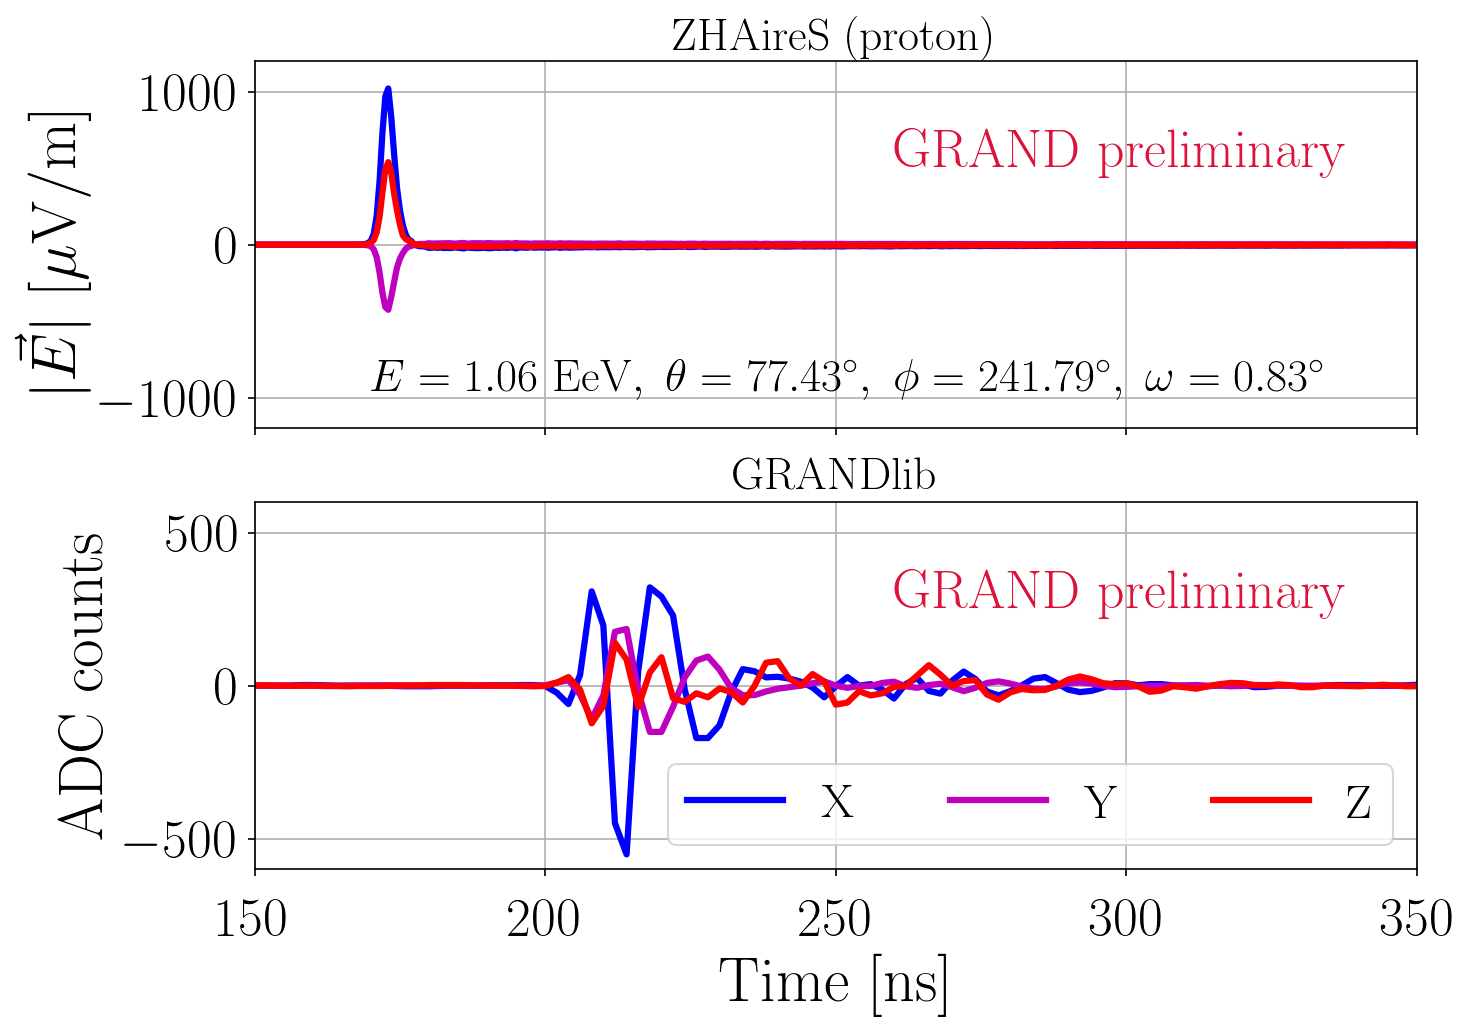 ZHAireS (proton)
1000
0
−1000
|E⃗| [μV/m]
GRAND preliminary
E = 1.06 EeV, θ = 77.43°, ϕ = 241.79°, ω = 0.83°
GRANDlib
500
0
−500
ADC counts
GRAND preliminary
X Y Z
150 200 250 300 350
Time [ns]